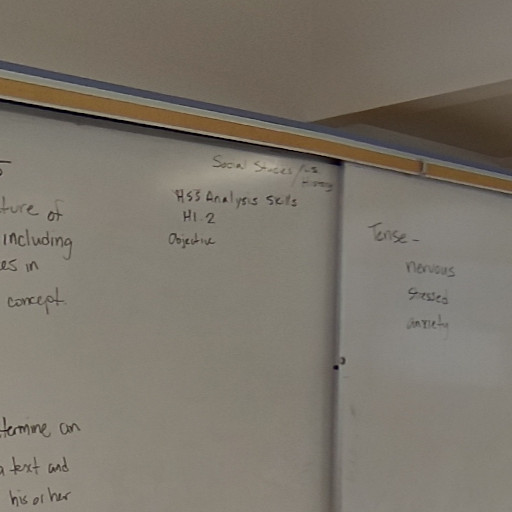 ture of
including
es in
concept.
termine an
a text and
his or her
Social Studies / US
History
HSS Analysis Skills
HI.2
Objective
Tense -
nervous
Stressed
anxiety